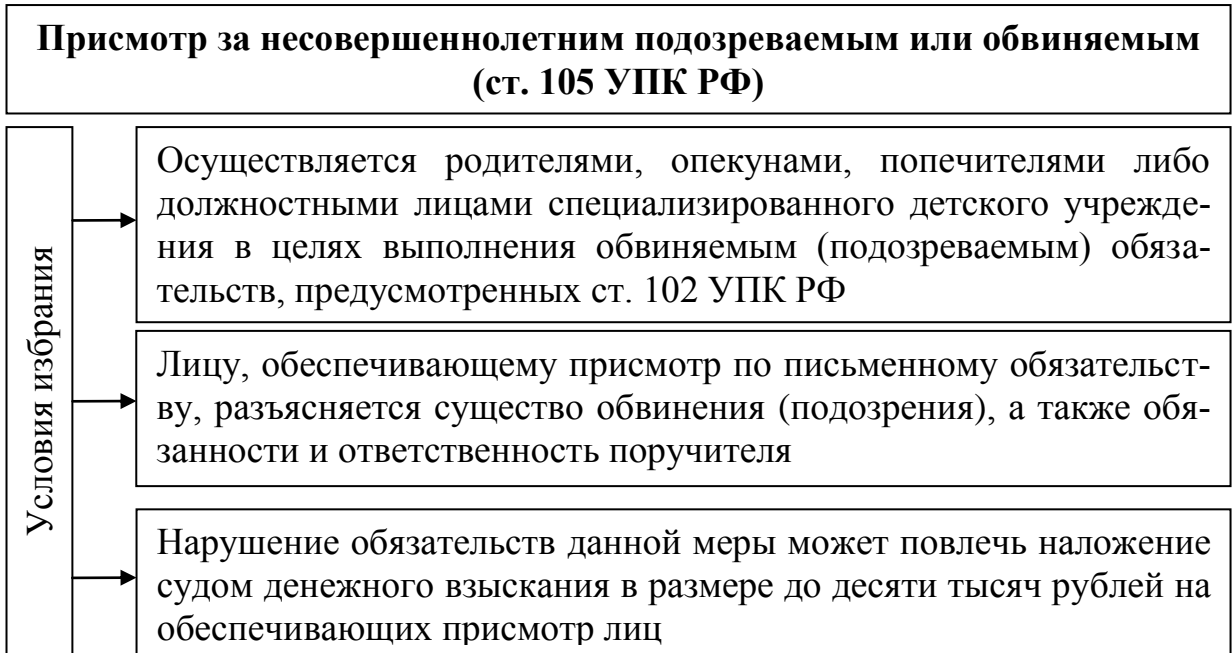 Присмотр за несовершеннолетним подозреваемым или обвиняемым
(ст. 105 УПК РФ)
Условия избрания
Осуществляется родителями, опекунами, попечителями либо
должностными лицами специализированного детского учрежде-
ния в целях выполнения обвиняемым (подозреваемым) обяза-
тельств, предусмотренных ст. 102 УПК РФ
Лицу, обеспечивающему присмотр по письменному обязательст-
ву, разъясняется существо обвинения (подозрения), а также обя-
занности и ответственность поручителя
Нарушение обязательств данной меры может повлечь наложение
судом денежного взыскания в размере до десяти тысяч рублей на
обеспечивающих присмотр лиц